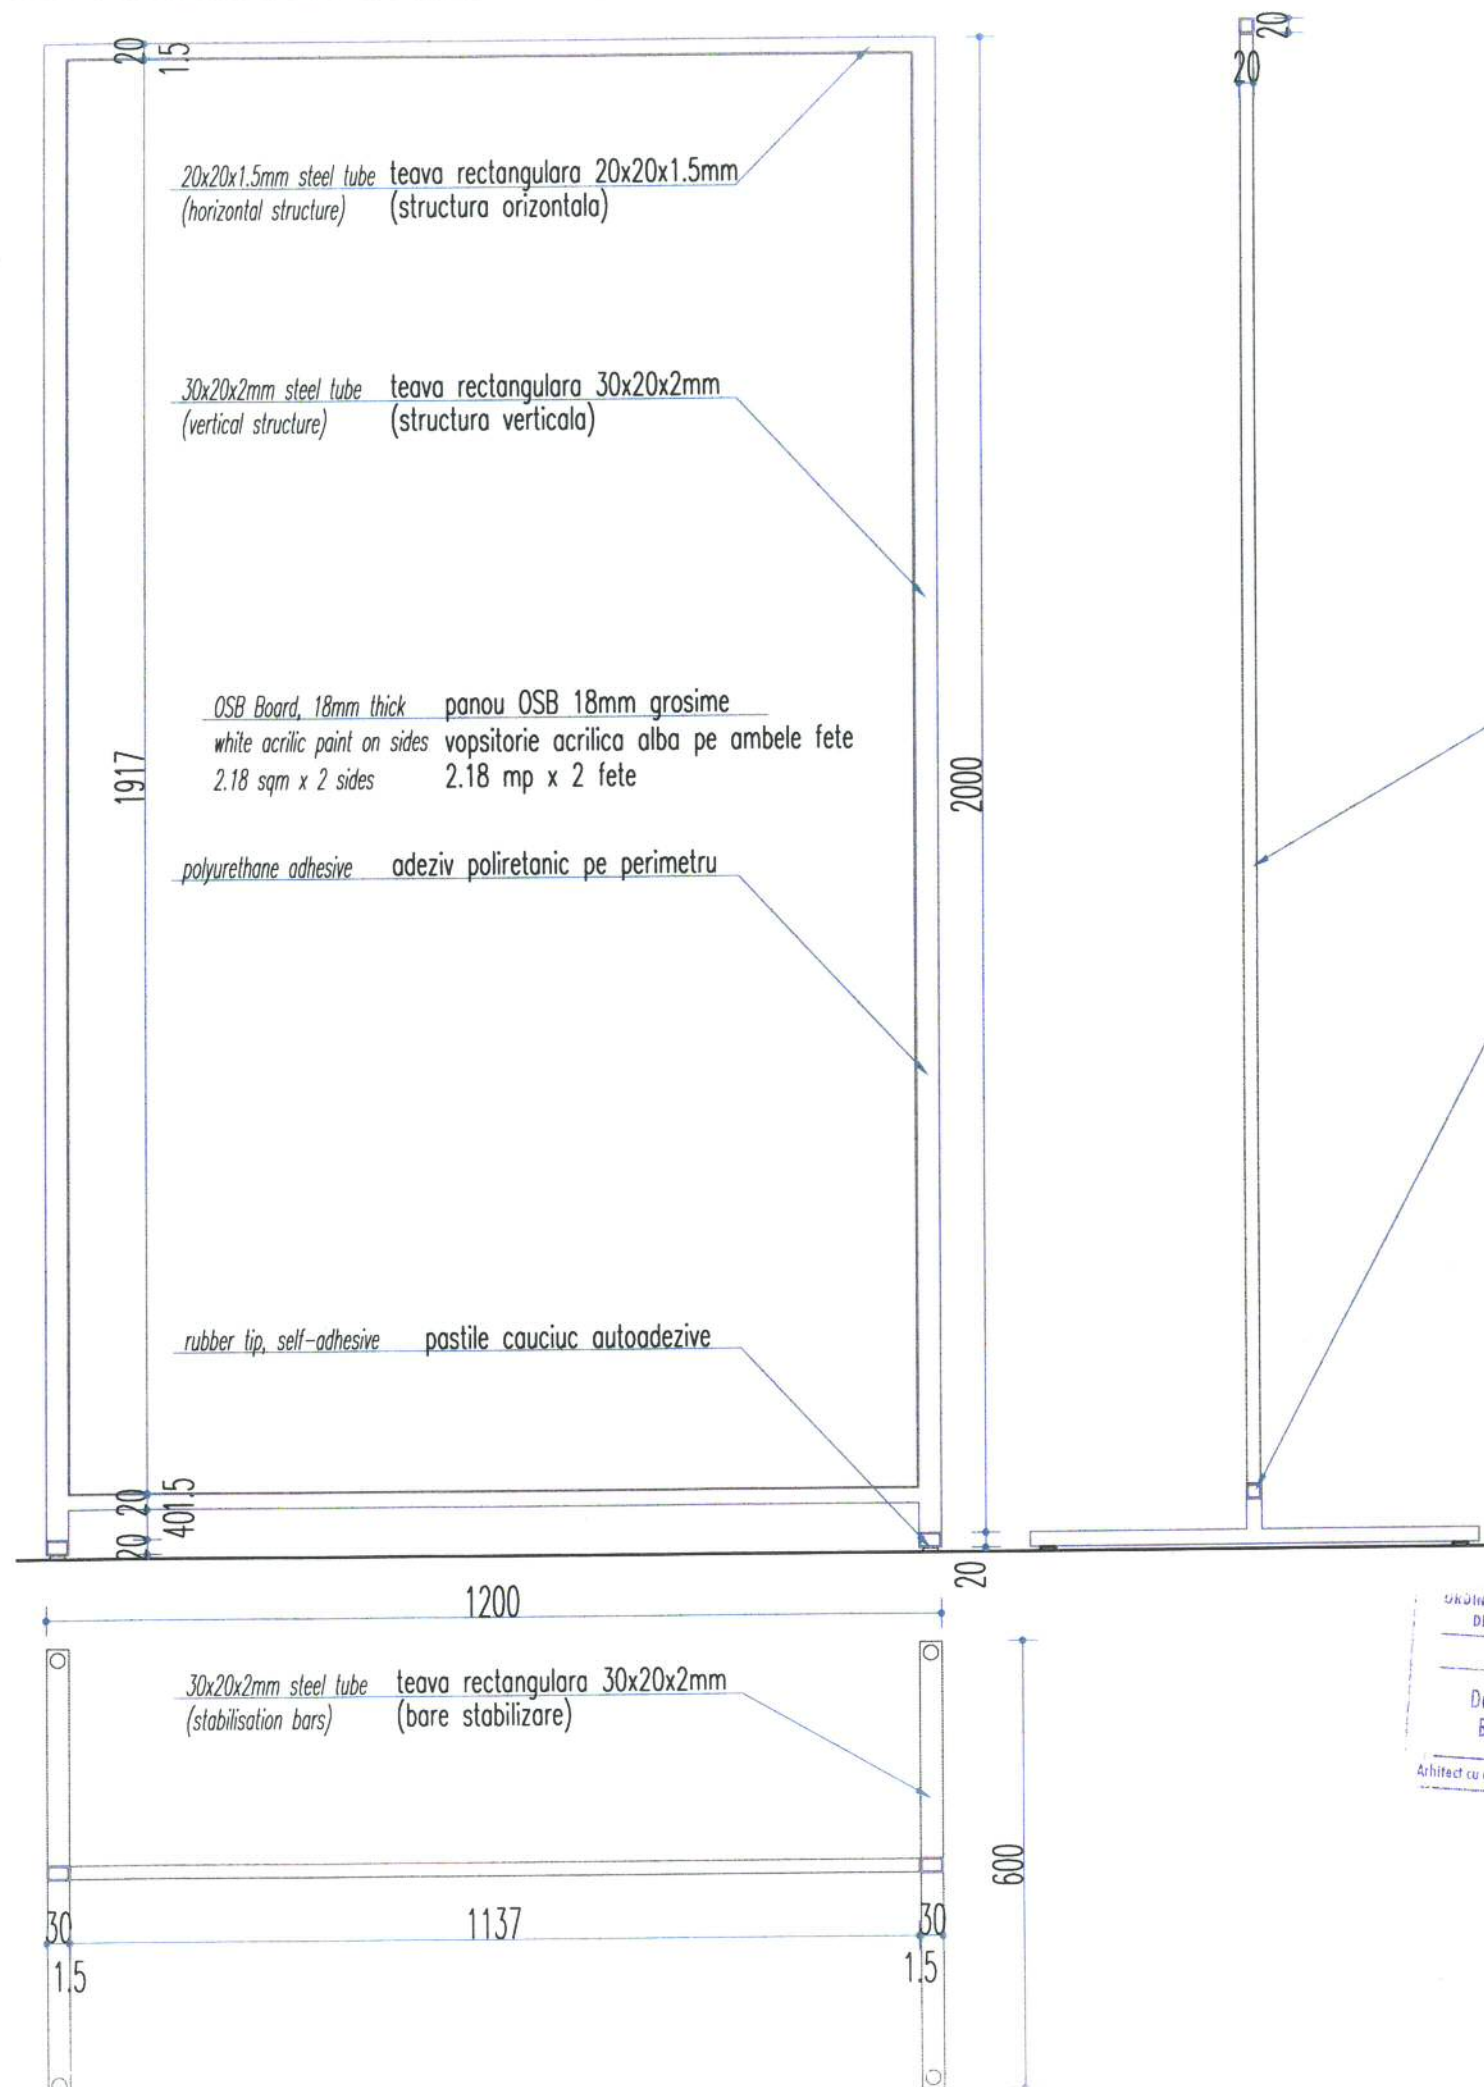 20
1.5
20
20
20x20x1.5mm steel tube teava rectangulara 20x20x1.5mm
(horizontal structure) (structura orizontala)
30x20x2mm steel tube teava rectangulara 30x20x2mm
(vertical structure) (structura verticala)
OSB Board, 18mm thick panou OSB 18mm grosime
white acrilic paint on sides vopsitorie acrilica alba pe ambele fete
2.18 sqm x 2 sides 2.18 mp x 2 fete
1917
2000
polyurethane adhesive adeziv poliretanic pe perimetru
rubber tip, self-adhesive pastile cauciuc autoadezive
20
1.5
40
20
20
1200
30x20x2mm steel tube teava rectangulara 30x20x2mm
(stabilisation bars) (bare stabilizare)
600
30
1137
30
1.5
1.5
Arhitect cu